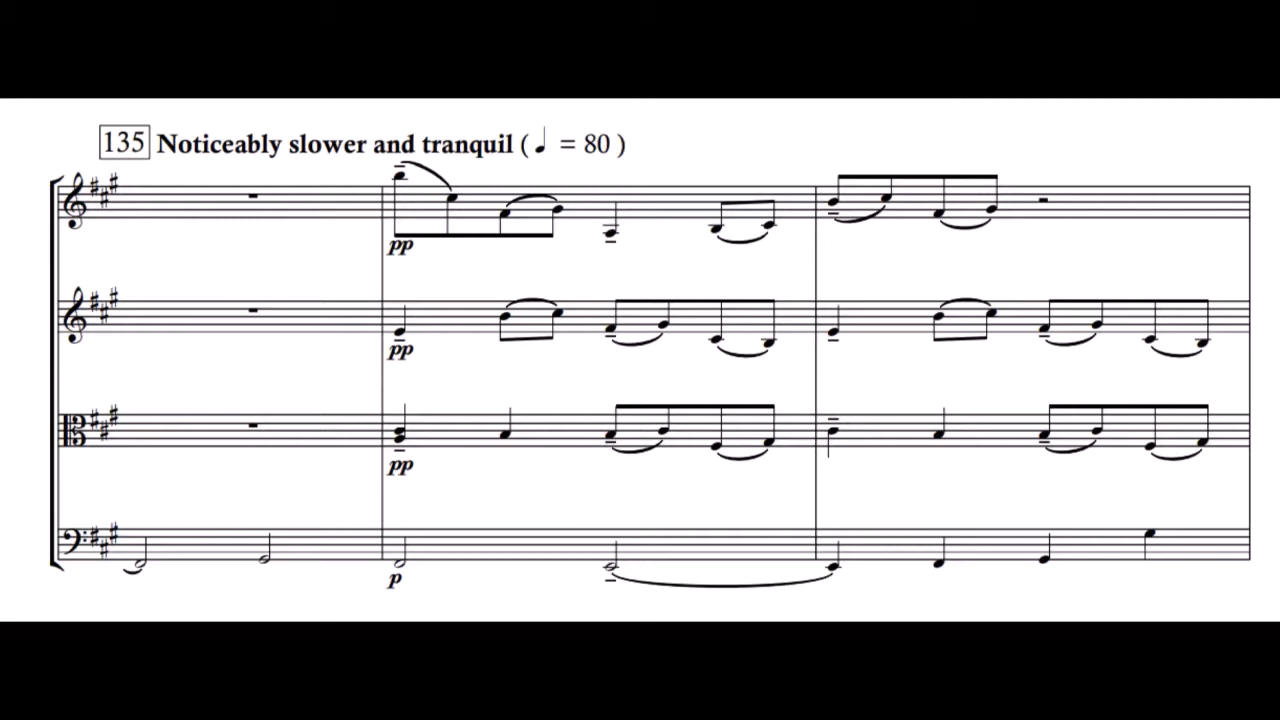 135 Noticeably slower and tranquil ( ♩ = 80 )
pp
pp
pp
p